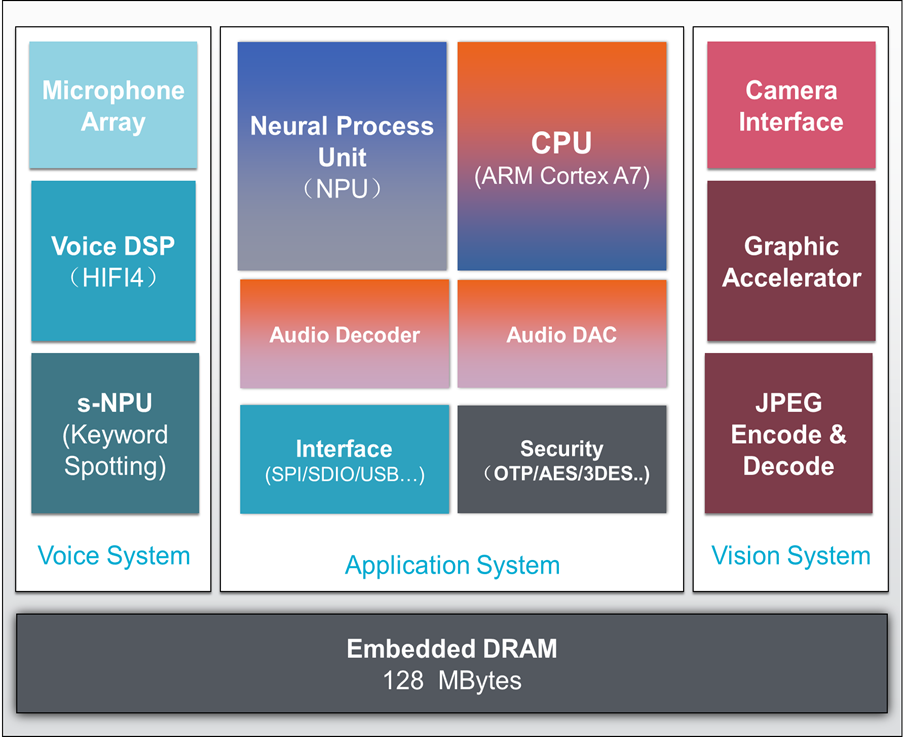 Microphone
Array
Voice DSP
（HIFI4）
s-NPU
(Keyword
Spotting)
Voice System
Neural Process
Unit
（NPU）
CPU
(ARM Cortex A7)
Audio Decoder
Audio DAC
Interface
(SPI/SDIO/USB…)
Security
（OTP/AES/3DES..)
Application System
Camera
Interface
Graphic
Accelerator
JPEG
Encode &
Decode
Vision System
Embedded DRAM
128 MBytes